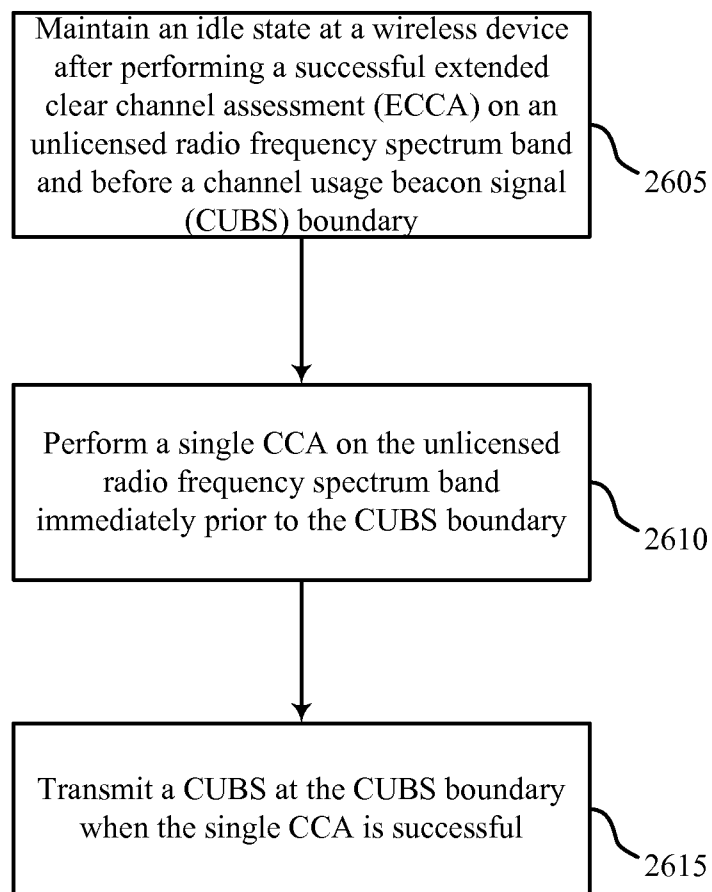 Maintain an idle state at a wireless device
after performing a successful extended
clear channel assessment (ECCA) on an
unlicensed radio frequency spectrum band
and before a channel usage beacon signal
(CUBS) boundary
2605
Perform a single CCA on the unlicensed
radio frequency spectrum band
immediately prior to the CUBS boundary
2610
Transmit a CUBS at the CUBS boundary
when the single CCA is successful
2615